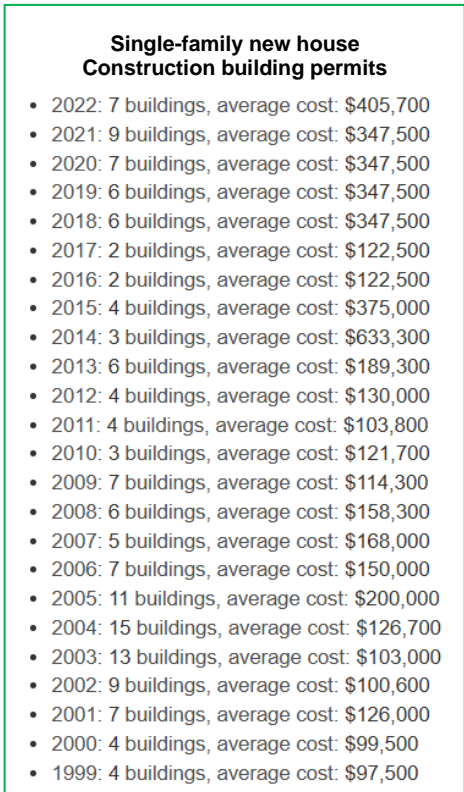 Single-family new house
Construction building permits
• 2022: 7 buildings, average cost: $405,700
• 2021: 9 buildings, average cost: $347,500
• 2020: 7 buildings, average cost: $347,500
• 2019: 6 buildings, average cost: $347,500
• 2018: 6 buildings, average cost: $347,500
• 2017: 2 buildings, average cost: $122,500
• 2016: 2 buildings, average cost: $122,500
• 2015: 4 buildings, average cost: $375,000
• 2014: 3 buildings, average cost: $633,300
• 2013: 6 buildings, average cost: $189,300
• 2012: 4 buildings, average cost: $130,000
• 2011: 4 buildings, average cost: $103,800
• 2010: 3 buildings, average cost: $121,700
• 2009: 7 buildings, average cost: $114,300
• 2008: 6 buildings, average cost: $158,300
• 2007: 5 buildings, average cost: $168,000
• 2006: 7 buildings, average cost: $150,000
• 2005: 11 buildings, average cost: $200,000
• 2004: 15 buildings, average cost: $126,700
• 2003: 13 buildings, average cost: $103,000
• 2002: 9 buildings, average cost: $100,600
• 2001: 7 buildings, average cost: $126,000
• 2000: 4 buildings, average cost: $99,500
• 1999: 4 buildings, average cost: $97,500